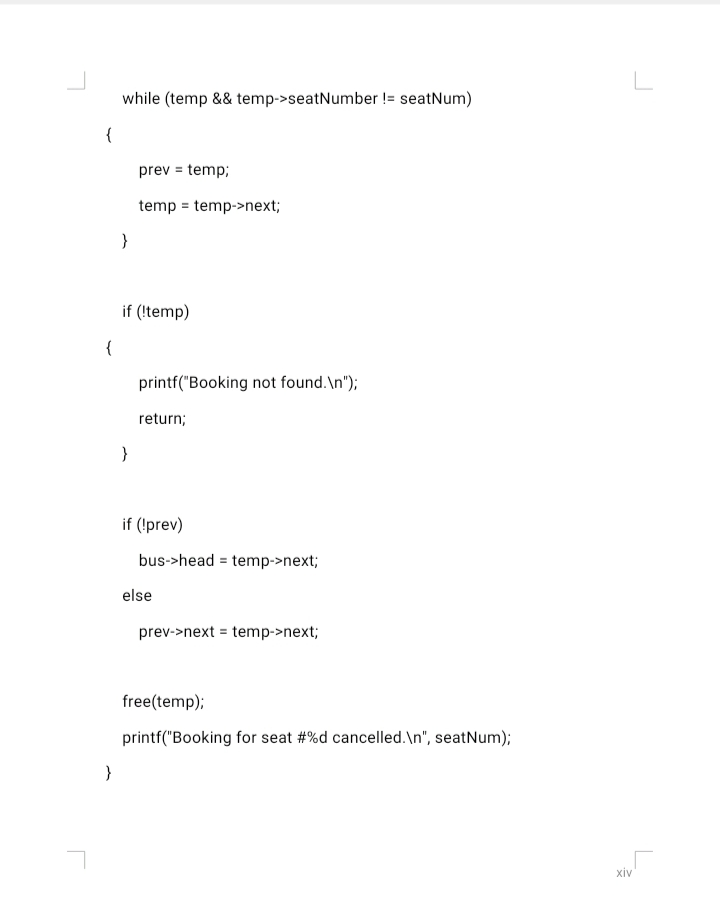 while (temp && temp->seatNumber != seatNum)
{
prev = temp;
temp = temp->next;
}
if (!temp)
{
printf("Booking not found.\n");
return;
}
if (!prev)
bus->head = temp->next;
else
prev->next = temp->next;
free(temp);
printf("Booking for seat #%d cancelled.\n", seatNum);
}
xiv